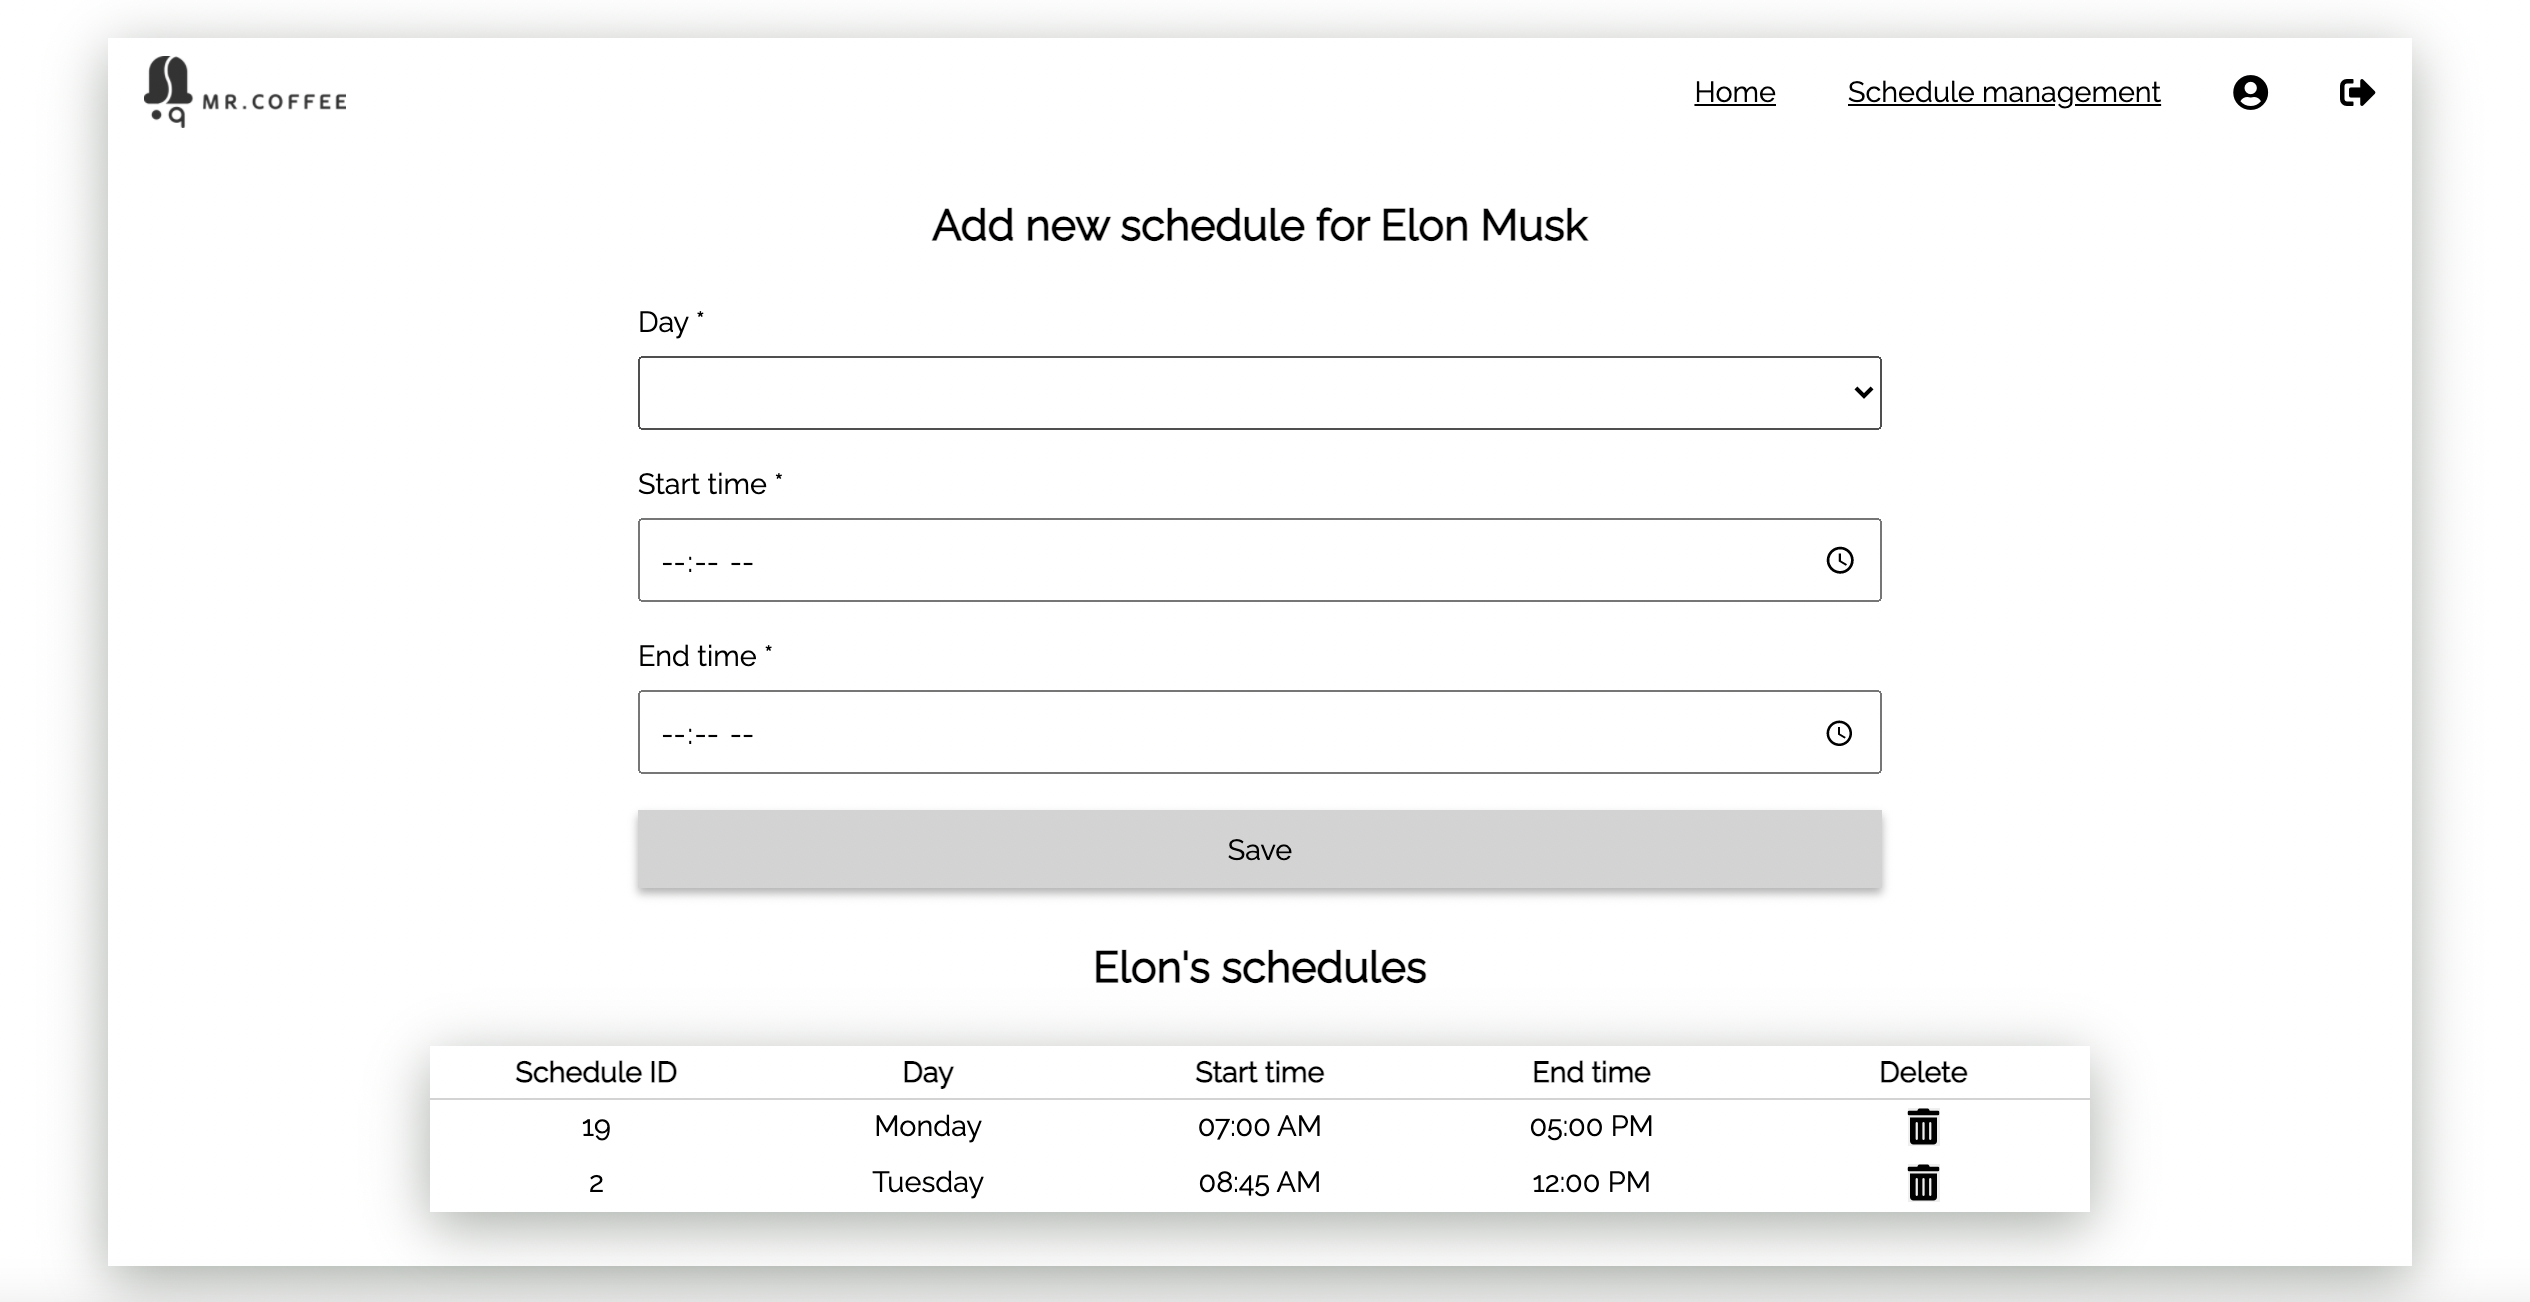 MR.COFFEE
Home Schedule management
Add new schedule for Elon Musk
Day *
Start time *
--:-- --
End time *
--:-- --
Save
Elon's schedules
Schedule ID Day Start time End time Delete
19 Monday 07:00 AM 05:00 PM
2 Tuesday 08:45 AM 12:00 PM